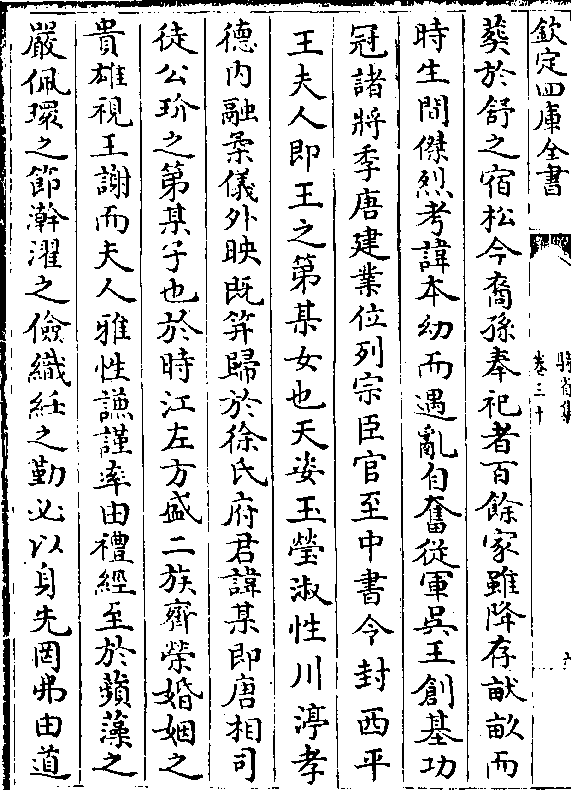 欽定四庫全書
卷三十
葬於舒之宿松今裔孫奉祀者百餘家雖降存畎畝而
時生間傑烈考諱本幼而遇亂自奮從軍吳王創基功
冠諸將季唐建業位列宗臣官至中書令封西平
王夫人即王之第某女也天姿玉瑩淑性川渟孝
德内融柔儀外映既筓歸於徐氏府君諱某即唐相司
徒公玠之第某子也於時江左方盛二族齊榮婚姻之
貴雄視王謝而夫人雅性謙謹率由禮經至於蘋藻之
嚴佩環之節澣濯之儉織紝之勤必以身先罔弗由道